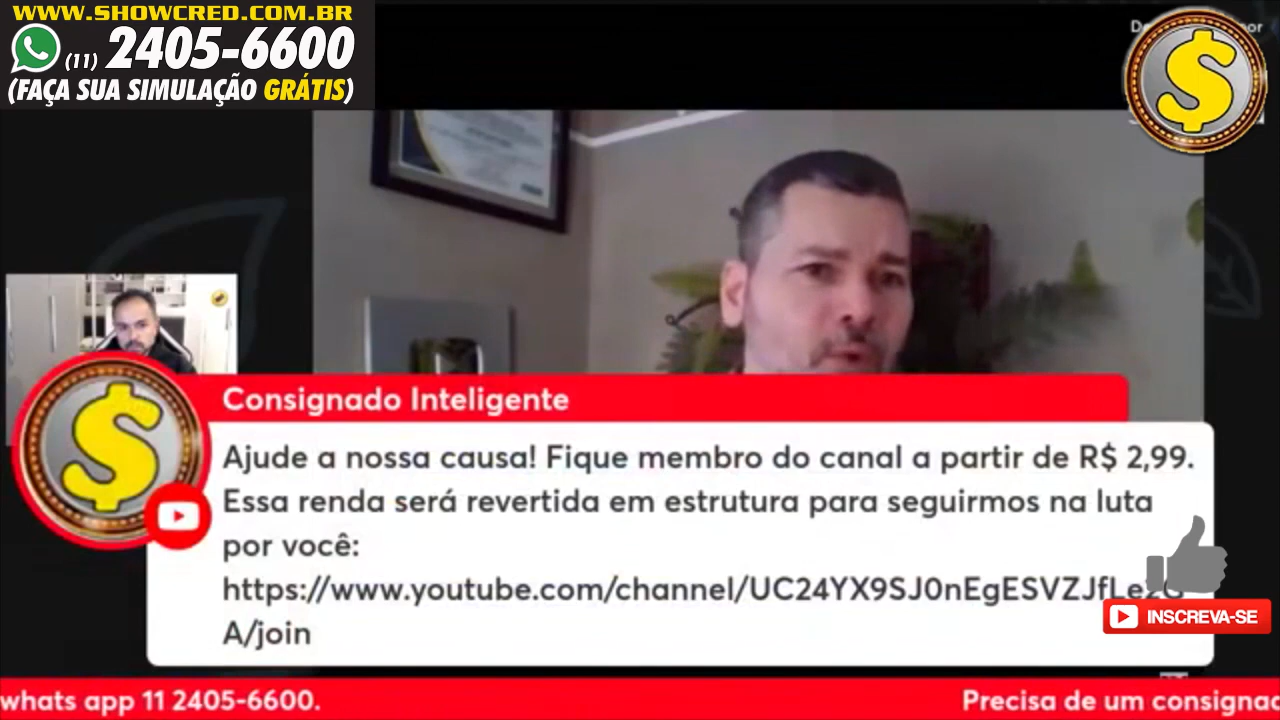 WWW.SHOWCRED.COM.BR
(11) 2405-6600
(FAÇA SUA SIMULAÇÃO GRÁTIS)
Consignado Inteligente
Ajude a nossa causa! Fique membro do canal a partir de R$ 2,99.
Essa renda será revertida em estrutura para seguirmos na luta
por você:
https://www.youtube.com/channel/UC24YX9SJ0nEgESVZJfLe2G
A/join
INSCREVA-SE
whats app 11 2405-6600.
Precisa de um consignad